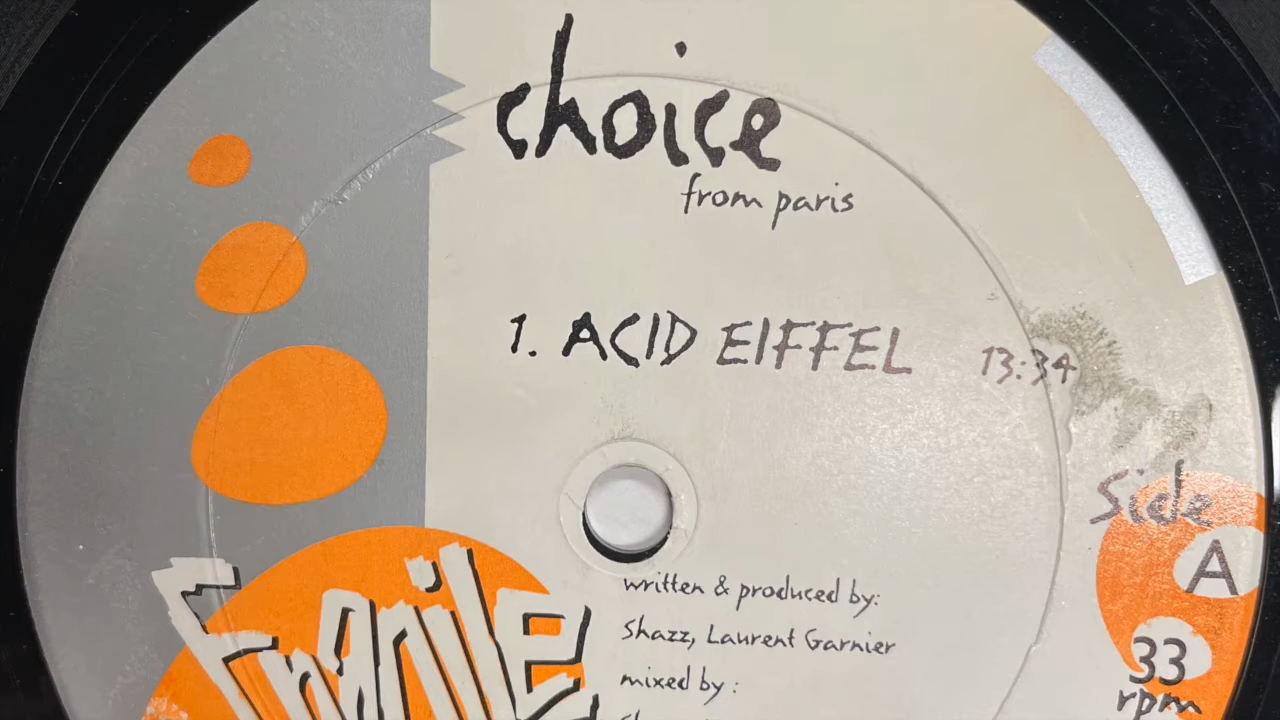 choice
from paris
1. ACID EIFFEL 13:34
Side
A
33
rpm
Fragile
written & produced by:
Shazz, Laurent Garnier
mixed by :